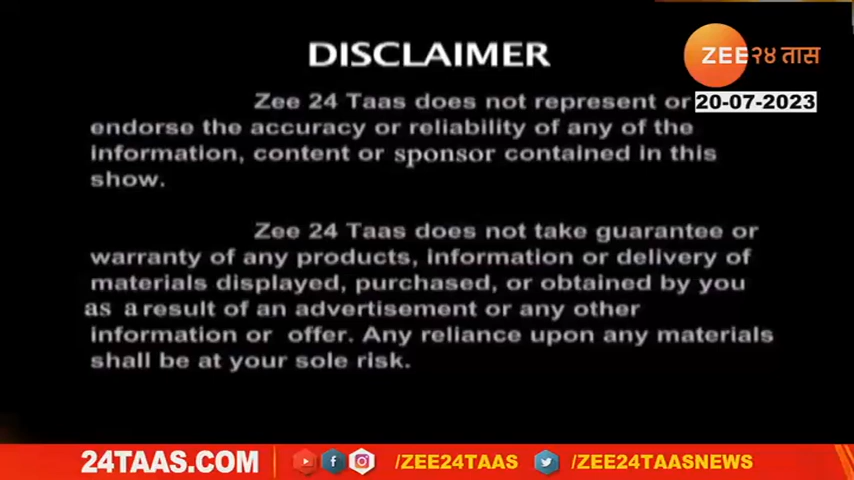 DISCLAIMER
ZEE २४ तास
Zee 24 Taas does not represent or
20-07-2023
endorse the accuracy or reliability of any of the
information, content or sponsor contained in this
show.
Zee 24 Taas does not take guarantee or
warranty of any products, information or delivery of
materials displayed, purchased, or obtained by you
as a result of an advertisement or any other
information or offer. Any reliance upon any materials
shall be at your sole risk.
24TAAS.COM /ZEE24TAAS /ZEE24TAASNEWS